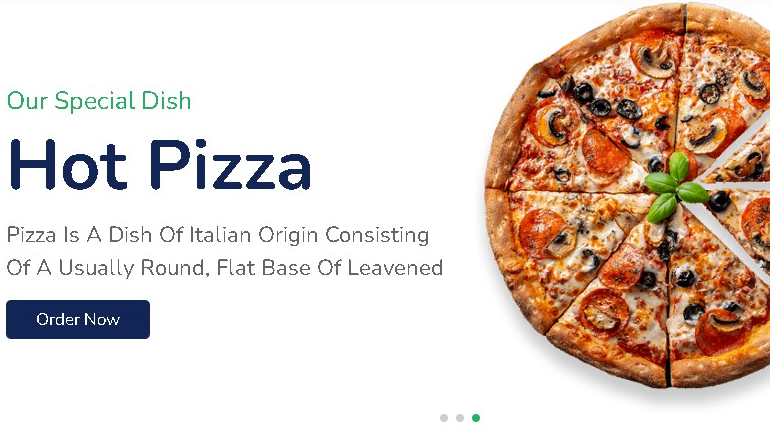 Our Special Dish
Hot Pizza
Pizza Is A Dish Of Italian Origin Consisting
Of A Usually Round, Flat Base Of Leavened
Order Now